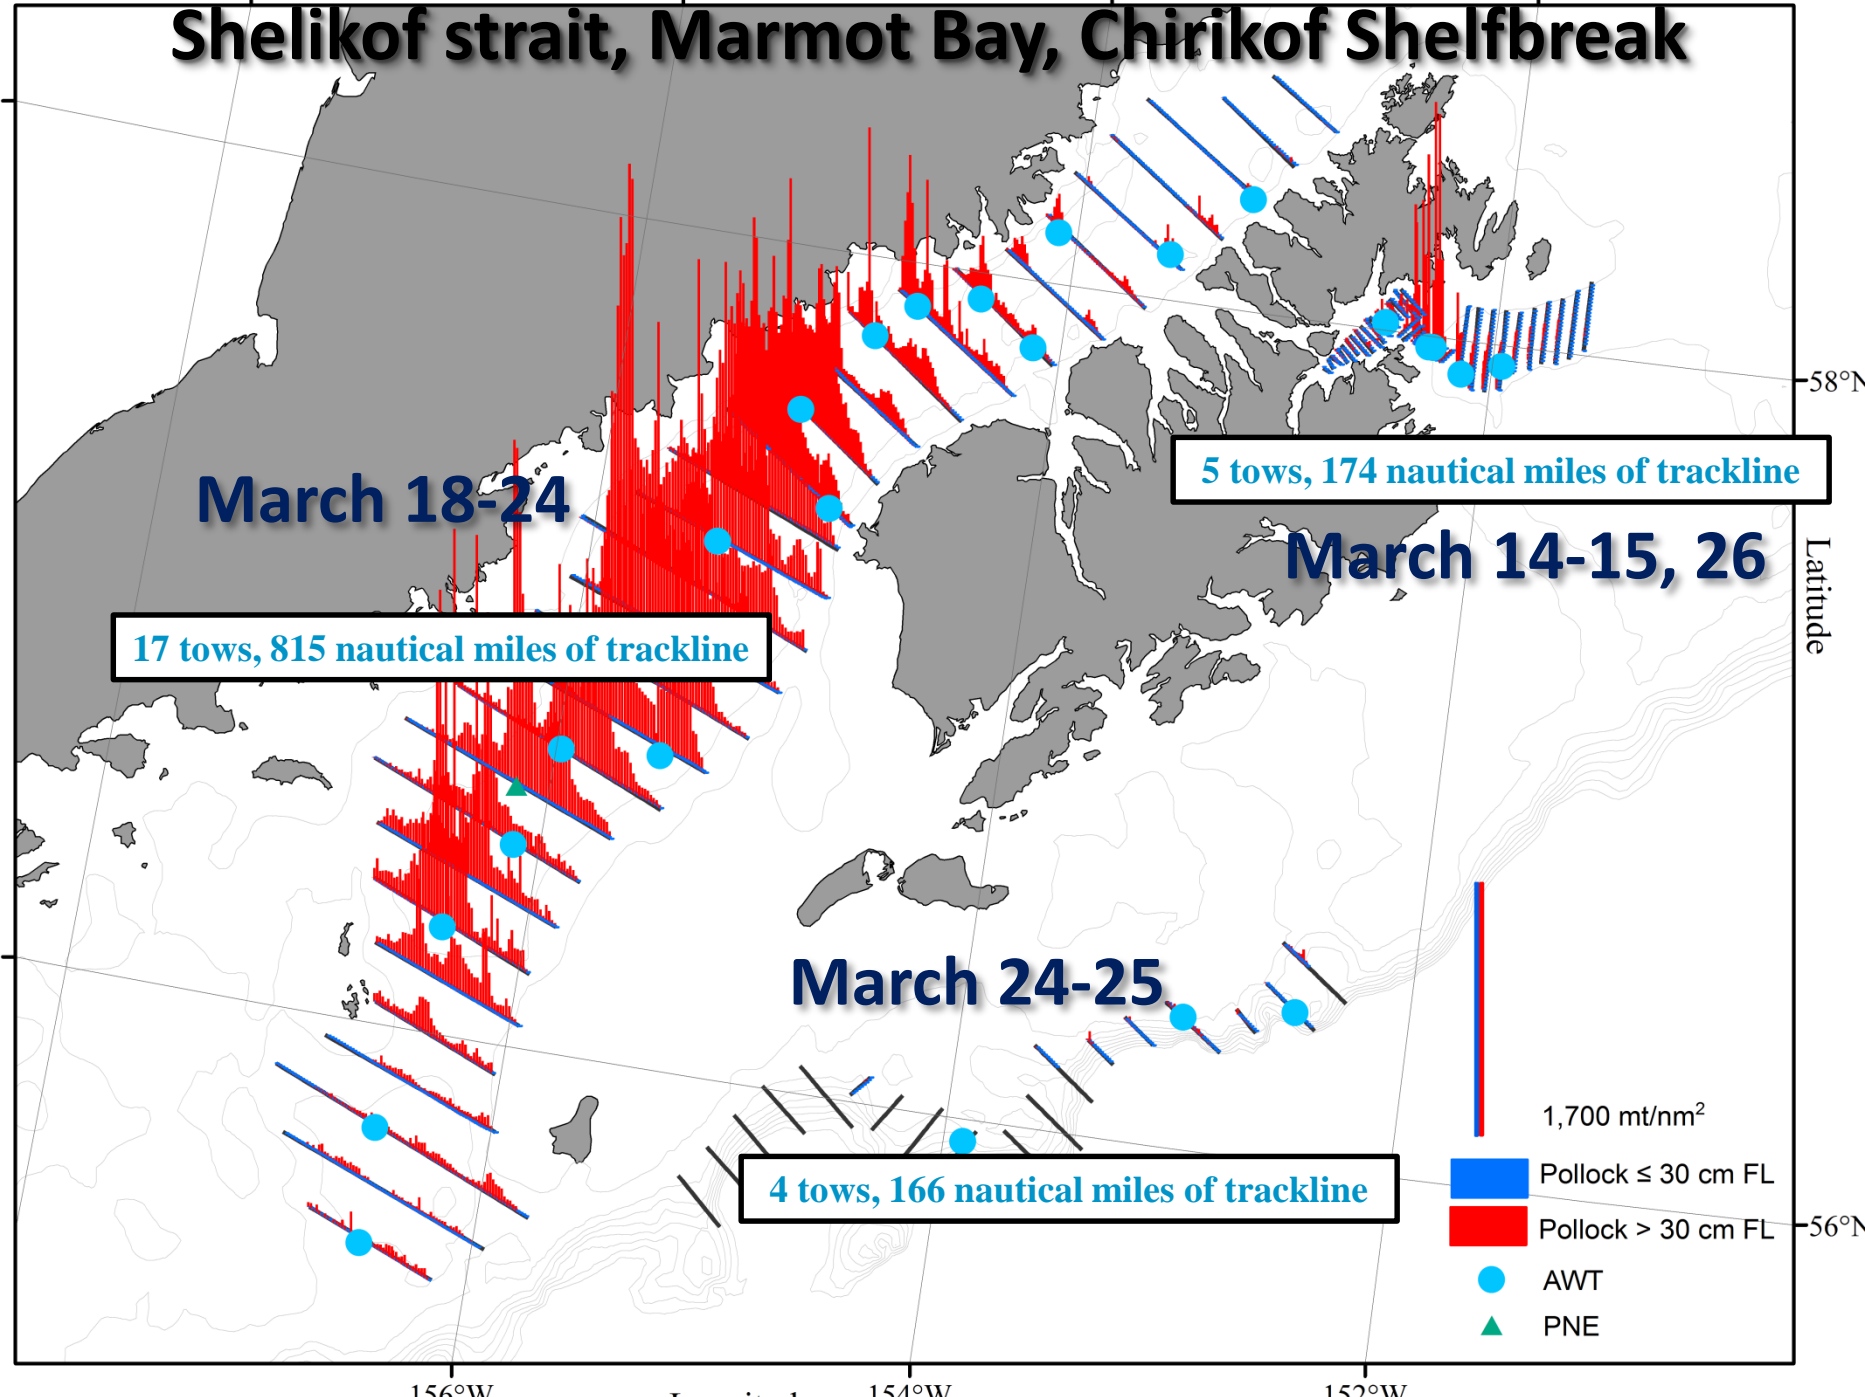 Shelikof strait, Marmot Bay, Chirikof Shelfbreak
58°N
5 tows, 174 nautical miles of trackline
March 18-24
March 14-15, 26
Latitude
17 tows, 815 nautical miles of trackline
March 24-25
1,700 mt/nm²
4 tows, 166 nautical miles of trackline
Pollock ≤ 30 cm FL
Pollock > 30 cm FL
56°N
AWT
PNE
156°W
154°W
152°W